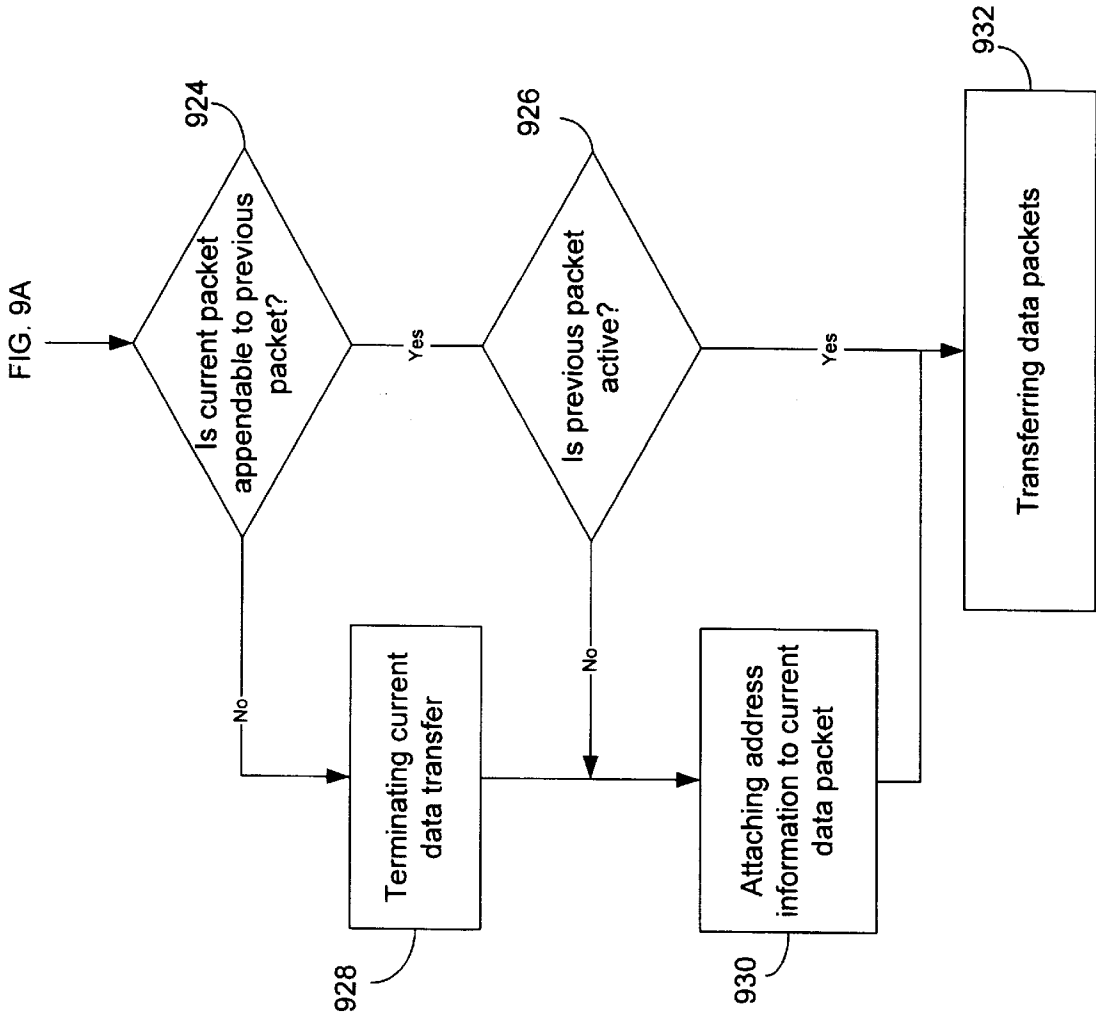 FIG. 9A
924
Is current packet
appendable to previous
packet?
No
Yes
928
Terminating current
data transfer
926
Is previous packet
active?
No
Yes
930
Attaching address
information to current
data packet
932
Transferring data packets